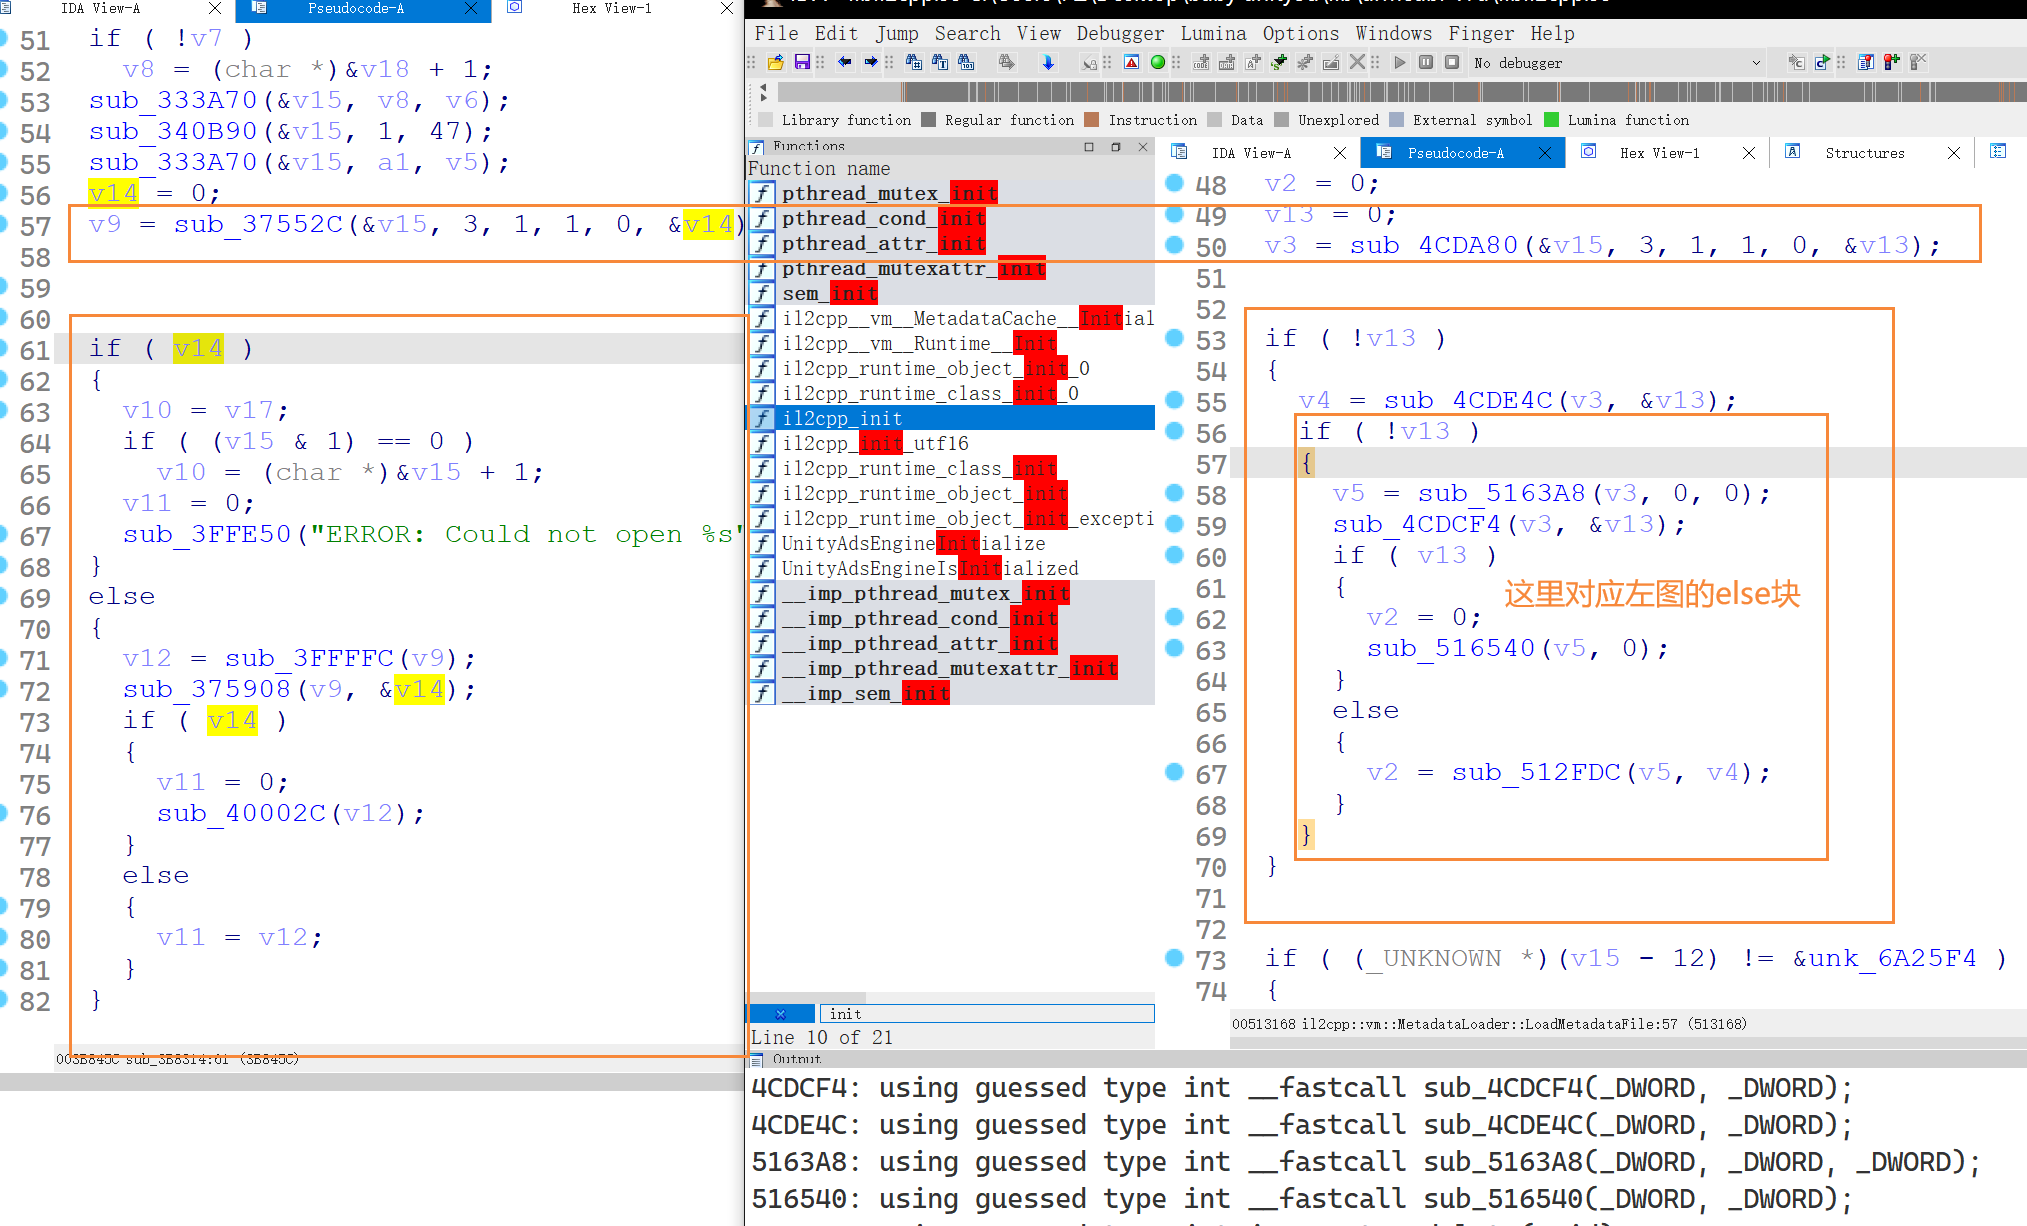 IDA View-A
Pseudocode-A
Hex View-1
51 if ( !v7 )
52 v8 = (char *)&v18 + 1;
53 sub_333A70(&v15, v8, v6);
54 sub_340B90(&v15, 1, 47);
55 sub_333A70(&v15, a1, v5);
56 v14 = 0;
57 v9 = sub_37552C(&v15, 3, 1, 1, 0, &v14)
58
59
60
61 if ( v14 )
62 {
63 v10 = v17;
64 if ( (v15 & 1) == 0 )
65 v10 = (char *)&v15 + 1;
66 v11 = 0;
67 sub_3FFE50("ERROR: Could not open %s"
68 }
69 else
70 {
71 v12 = sub_3FFFFC(v9);
72 sub_375908(v9, &v14);
73 if ( v14 )
74 {
75 v11 = 0;
76 sub_40002C(v12);
77 }
78 else
79 {
80 v11 = v12;
81 }
82 }
003B845C sub_3B8314:61 (3B845C)
File Edit Jump Search View Debugger Lumina Options Windows Finger Help
No debugger
Library function Regular function Instruction Data Unexplored External symbol Lumina function
Functions
Function name
pthread_mutex_init
pthread_cond_init
pthread_attr_init
pthread_mutexattr_init
sem_init
il2cpp__vm__MetadataCache__Initial
il2cpp__vm__Runtime__Init
il2cpp_runtime_object_init_0
il2cpp_runtime_class_init_0
il2cpp_init
il2cpp_init_utf16
il2cpp_runtime_class_init
il2cpp_runtime_object_init
il2cpp_runtime_object_init_excepti
UnityAdsEngineInitialize
UnityAdsEngineIsInitialized
__imp_pthread_mutex_init
__imp_pthread_cond_init
__imp_pthread_attr_init
__imp_pthread_mutexattr_init
__imp_sem_init
init
Line 10 of 21
IDA View-A
Pseudocode-A
Hex View-1
Structures
48 v2 = 0;
49 v13 = 0;
50 v3 = sub_4CDA80(&v15, 3, 1, 1, 0, &v13);
51
52
53 if ( !v13 )
54 {
55 v4 = sub_4CDE4C(v3, &v13);
56 if ( !v13 )
57 {
58 v5 = sub_5163A8(v3, 0, 0);
59 sub_4CDCF4(v3, &v13);
60 if ( v13 )
61 {
62 v2 = 0;
63 sub_516540(v5, 0);
64 }
65 else
66 {
67 v2 = sub_512FDC(v5, v4);
68 }
69 }
70 }
71
72
73 if ( (_UNKNOWN *)(v15 - 12) != &unk_6A25F4 )
74 {
这里对应左图的else块
00513168 il2cpp::vm::MetadataLoader::LoadMetadataFile:57 (513168)
Output
4CDCF4: using guessed type int __fastcall sub_4CDCF4(_DWORD, _DWORD);
4CDE4C: using guessed type int __fastcall sub_4CDE4C(_DWORD, _DWORD);
5163A8: using guessed type int __fastcall sub_5163A8(_DWORD, _DWORD, _DWORD);
516540: using guessed type int __fastcall sub_516540(_DWORD, _DWORD);